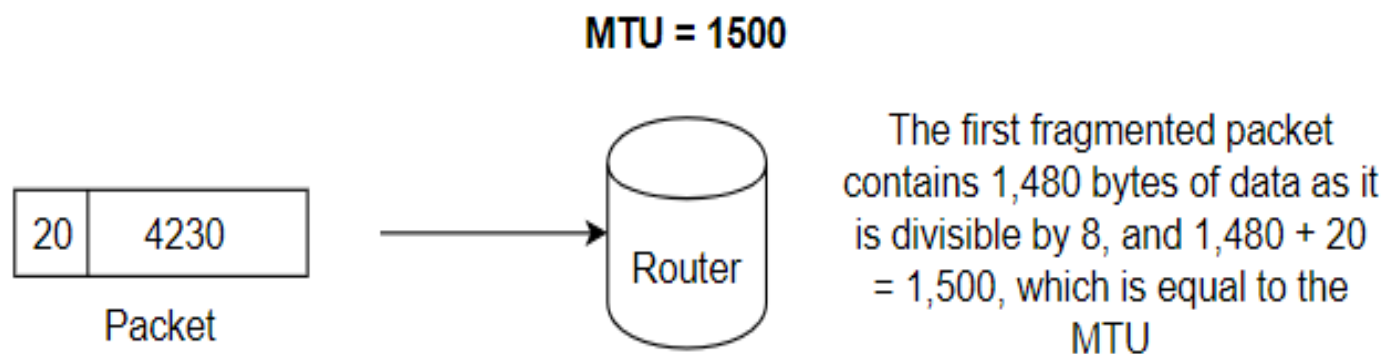 MTU = 1500
20
4230
Packet
Router
The first fragmented packet
contains 1,480 bytes of data as it
is divisible by 8, and 1,480 + 20
= 1,500, which is equal to the
MTU